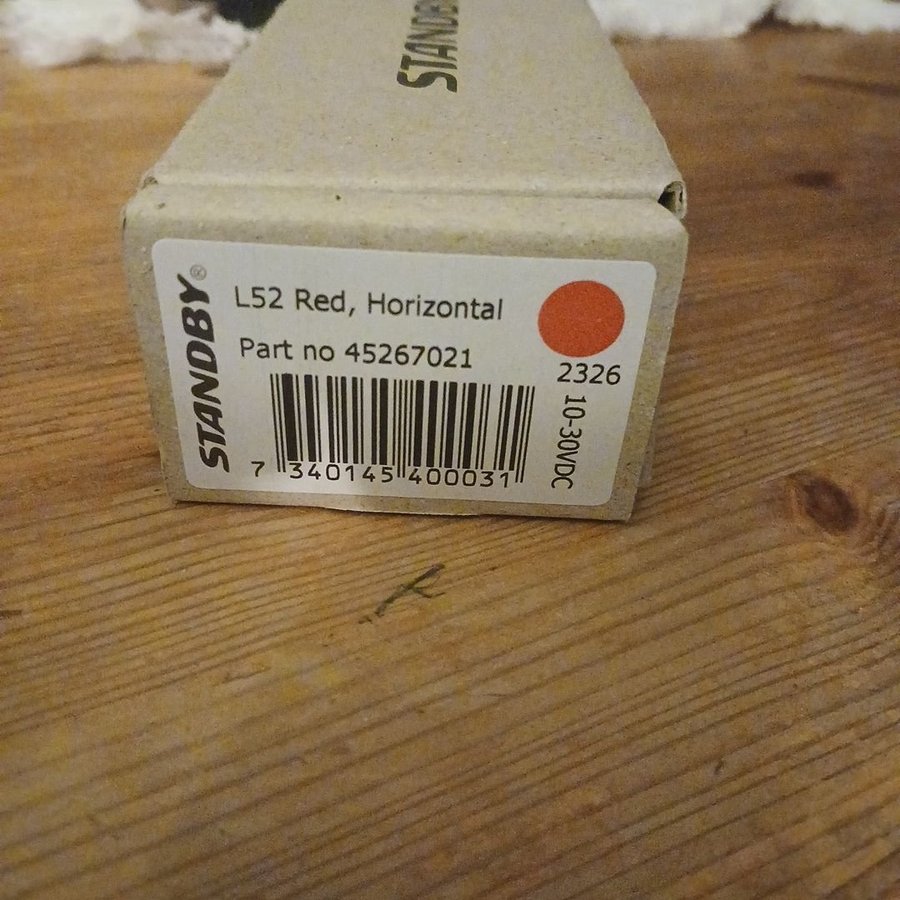 STANDBY
STANDBY®
L52 Red, Horizontal
Part no 45267021
2326
10-30VDC
7 340145 400031